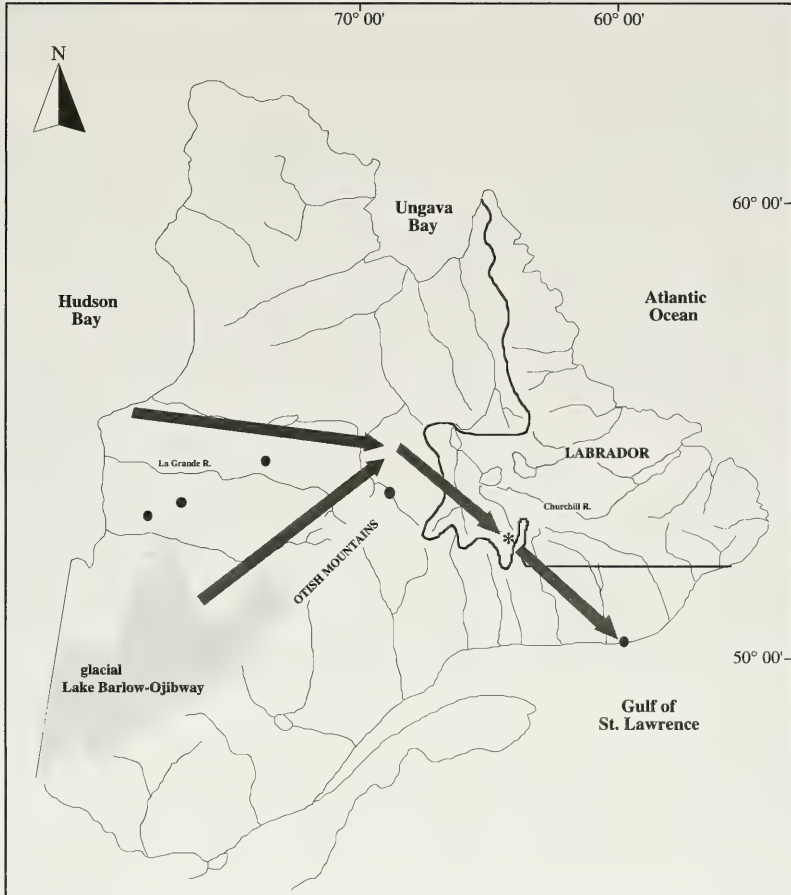 70° 00'
60° 00'
N
60° 00'
Ungava
Bay
Hudson
Bay
Atlantic
Ocean
LABRADOR
La Grande R.
Churchill R.
*
OTISH MOUNTAINS
50° 00'
glacial
Lake Barlow-Ojibway
Gulf of
St. Lawrence